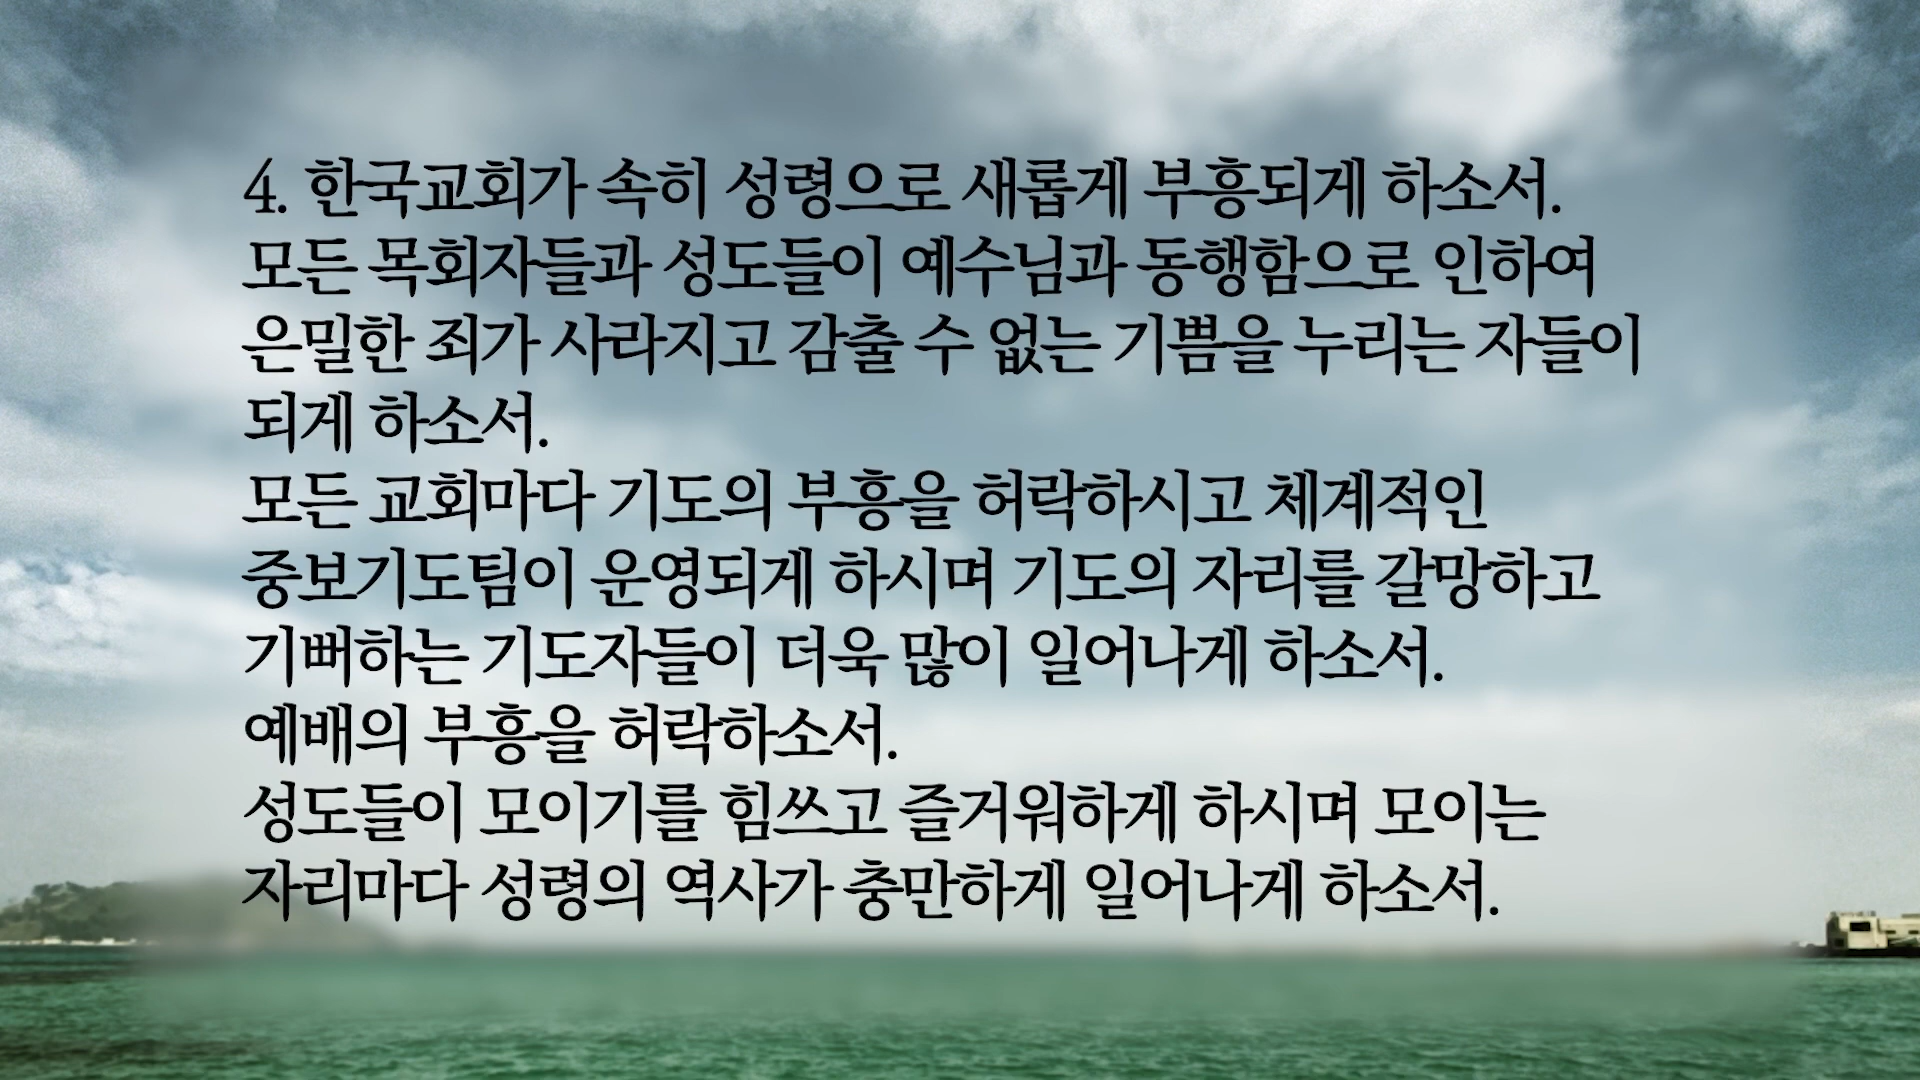 4. 한국교회가 속히 성령으로 새롭게 부흥되게 하소서.
모든 목회자들과 성도들이 예수님과 동행함으로 인하여
은밀한 죄가 사라지고 감출 수 없는 기쁨을 누리는 자들이
되게 하소서.
모든 교회마다 기도의 부흥을 허락하시고 체계적인
중보기도팀이 운영되게 하시며 기도의 자리를 갈망하고
기뻐하는 기도자들이 더욱 많이 일어나게 하소서.
예배의 부흥을 허락하소서.
성도들이 모이기를 힘쓰고 즐거워하게 하시며 모이는
자리마다 성령의 역사가 충만하게 일어나게 하소서.